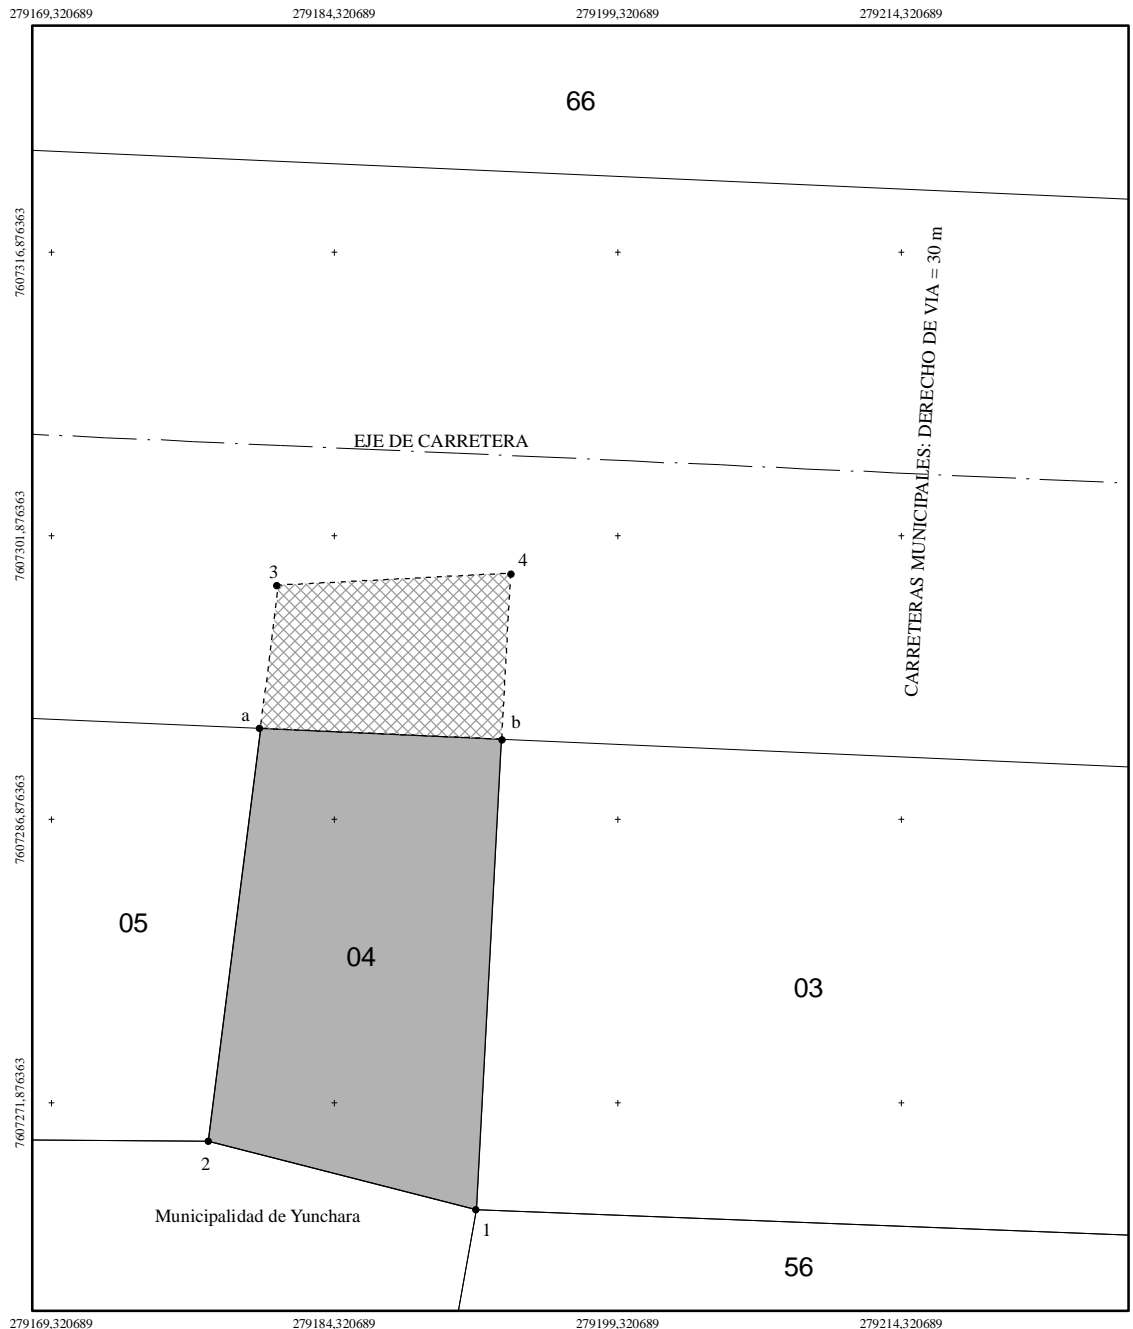 279169,320689 279184,320689 279199,320689 279214,320689
66
7607316,876363
CARRETERAS MUNICIPALES: DERECHO DE VIA = 30 m
EJE DE CARRETERA
7607301,876363
4
3
a
b
7607286,876363
05
04
03
7607271,876363
2
Municipalidad de Yunchara
1
56
279169,320689 279184,320689 279199,320689 279214,320689